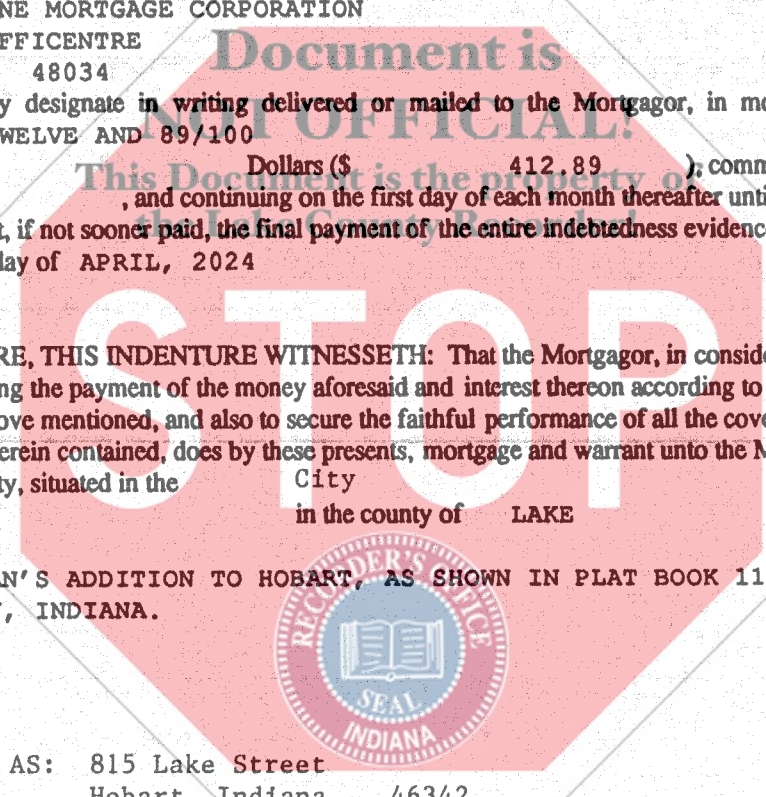 NE MORTGAGE CORPORATION
FFICENTRE
48034
y designate in writing delivered or mailed to the Mortgagor, in mo
WELVE AND 89/100
Dollars ($ 412.89 ), comm
, and continuing on the first day of each month thereafter unti
t, if not sooner paid, the final payment of the entire indebtedness evidence
lay of APRIL, 2024
RE, THIS INDENTURE WITNESSETH: That the Mortgagor, in conside
ng the payment of the money aforesaid and interest thereon according to
ove mentioned, and also to secure the faithful performance of all the cove
erein contained, does by these presents, mortgage and warrant unto the M
ty, situated in the City
in the county of LAKE
AN'S ADDITION TO HOBART, AS SHOWN IN PLAT BOOK 11
, INDIANA.
AS: 815 Lake Street
Hobart, Indiana 46342
Document is
NOT OFFICIAL!
This Document is the property of
the Lake County Recorder!
STOP
RECORDER'S OFFICE
SEAL
INDIANA